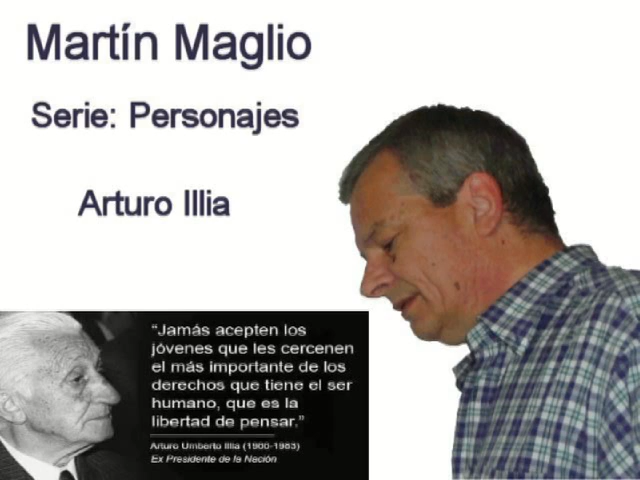 Martín Maglio
Serie: Personajes
Arturo Illia
"Jamás acepten los
jóvenes que les cercenen
el más importante de los
derechos que tiene el ser
humano, que es la
libertad de pensar."
Arturo Umberto Illia (1900-1983)
Ex Presidente de la Nación